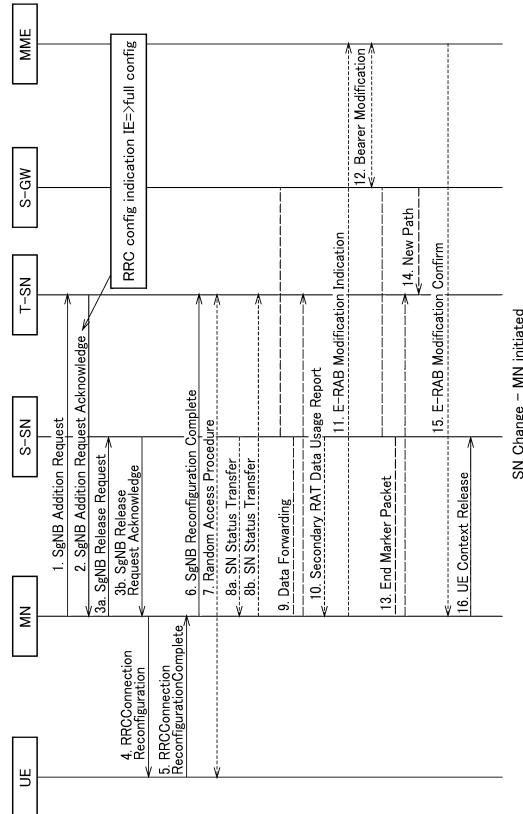 UE
MN
S-SN
T-SN
S-GW
MME
1. SgNB Addition Request
2. SgNB Addition Request Acknowledge
RRC config indication IE=>full config
3a. SgNB Release Request
3b. SgNB Release
Request Acknowledge
4. RRCConnection
Reconfiguration
5. RRCConnection
ReconfigurationComplete
6. SgNB Reconfiguration Complete
7. Random Access Procedure
8a. SN Status Transfer
8b. SN Status Transfer
9. Data Forwarding
10. Secondary RAT Data Usage Report
11. E-RAB Modification Indication
12. Bearer Modification
13. End Marker Packet
14. New Path
15. E-RAB Modification Confirm
16. UE Context Release
SN Change - MN initiated